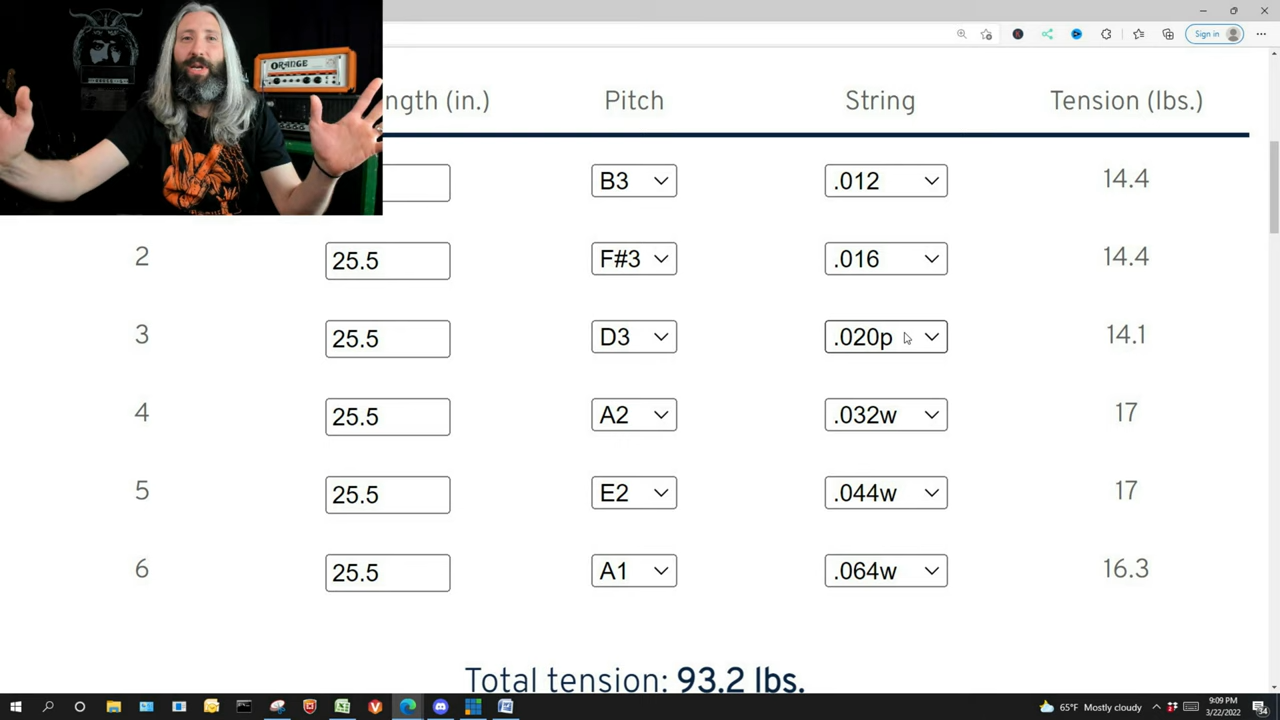 Sign in
ORANGE
ngth (in.) Pitch String Tension (lbs.)
B3 .012 14.4
2 25.5 F#3 .016 14.4
3 25.5 D3 .020p 14.1
4 25.5 A2 .032w 17
5 25.5 E2 .044w 17
6 25.5 A1 .064w 16.3
Total tension: 93.2 lbs.
65°F Mostly cloudy 9:09 PM
3/22/2022 34